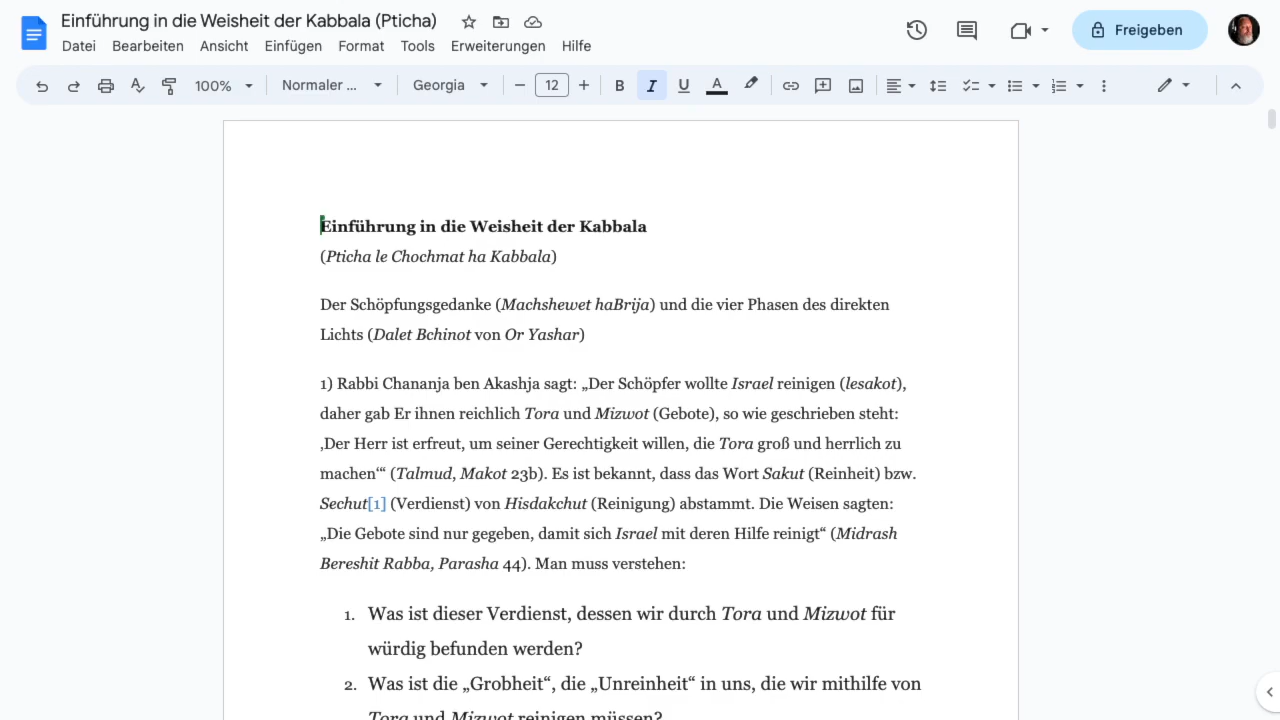 Einführung in die Weisheit der Kabbala (Pticha)
Datei Bearbeiten Ansicht Einfügen Format Tools Erweiterungen Hilfe
Freigeben
100% Normaler ... Georgia 12 B I U A
Einführung in die Weisheit der Kabbala
(Pticha le Chochmat ha Kabbala)
Der Schöpfungsgedanke (Machshewet haBrija) und die vier Phasen des direkten
Lichts (Dalet Bchinot von Or Yashar)
1) Rabbi Chananja ben Akashja sagt: „Der Schöpfer wollte Israel reinigen (lesakot),
daher gab Er ihnen reichlich Tora und Mizwot (Gebote), so wie geschrieben steht:
‚Der Herr ist erfreut, um seiner Gerechtigkeit willen, die Tora groß und herrlich zu
machen‘“ (Talmud, Makot 23b). Es ist bekannt, dass das Wort Sakut (Reinheit) bzw.
Sechut[1] (Verdienst) von Hisdakchut (Reinigung) abstammt. Die Weisen sagten:
„Die Gebote sind nur gegeben, damit sich Israel mit deren Hilfe reinigt“ (Midrash
Bereshit Rabba, Parasha 44). Man muss verstehen:
1. Was ist dieser Verdienst, dessen wir durch Tora und Mizwot für
würdig befunden werden?
2. Was ist die „Grobheit“, die „Unreinheit“ in uns, die wir mithilfe von
Tora und Mizwot reinigen müssen?